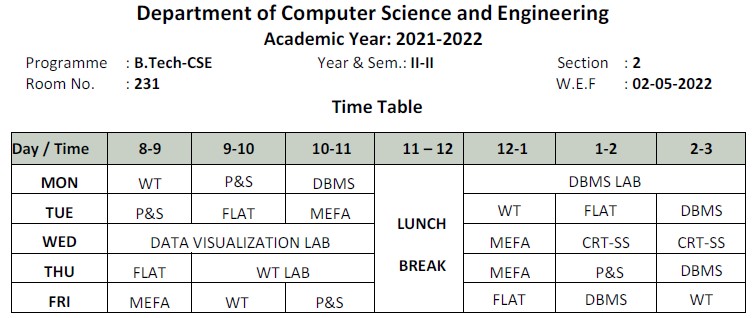 Department of Computer Science and Engineering
Academic Year: 2021-2022
Programme : B.Tech-CSE Year & Sem.: II-II Section : 2
Room No. : 231 W.E.F : 02-05-2022
Time Table
Day / Time 8-9 9-10 10-11 11 – 12 12-1 1-2 2-3
MON WT P&S DBMS DBMS LAB
TUE P&S FLAT MEFA WT FLAT DBMS
LUNCH
WED DATA VISUALIZATION LAB MEFA CRT-SS CRT-SS
BREAK
THU FLAT WT LAB MEFA P&S DBMS
FRI MEFA WT P&S FLAT DBMS WT